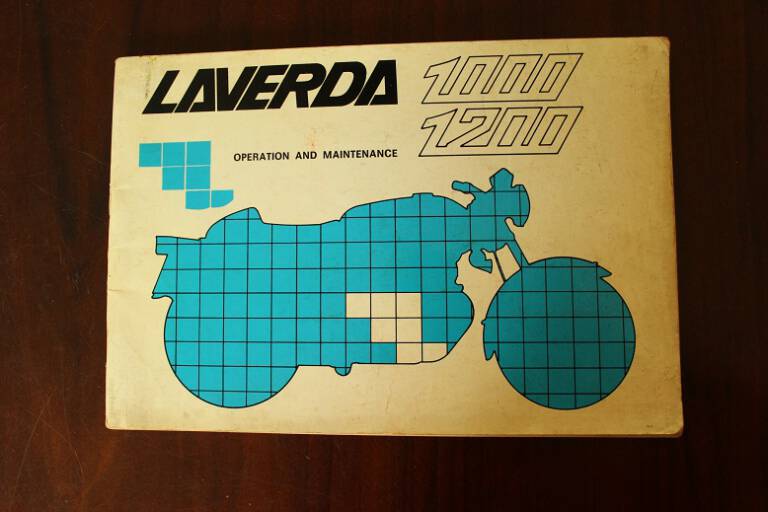 LAVERDA
1000
1200
OPERATION AND MAINTENANCE